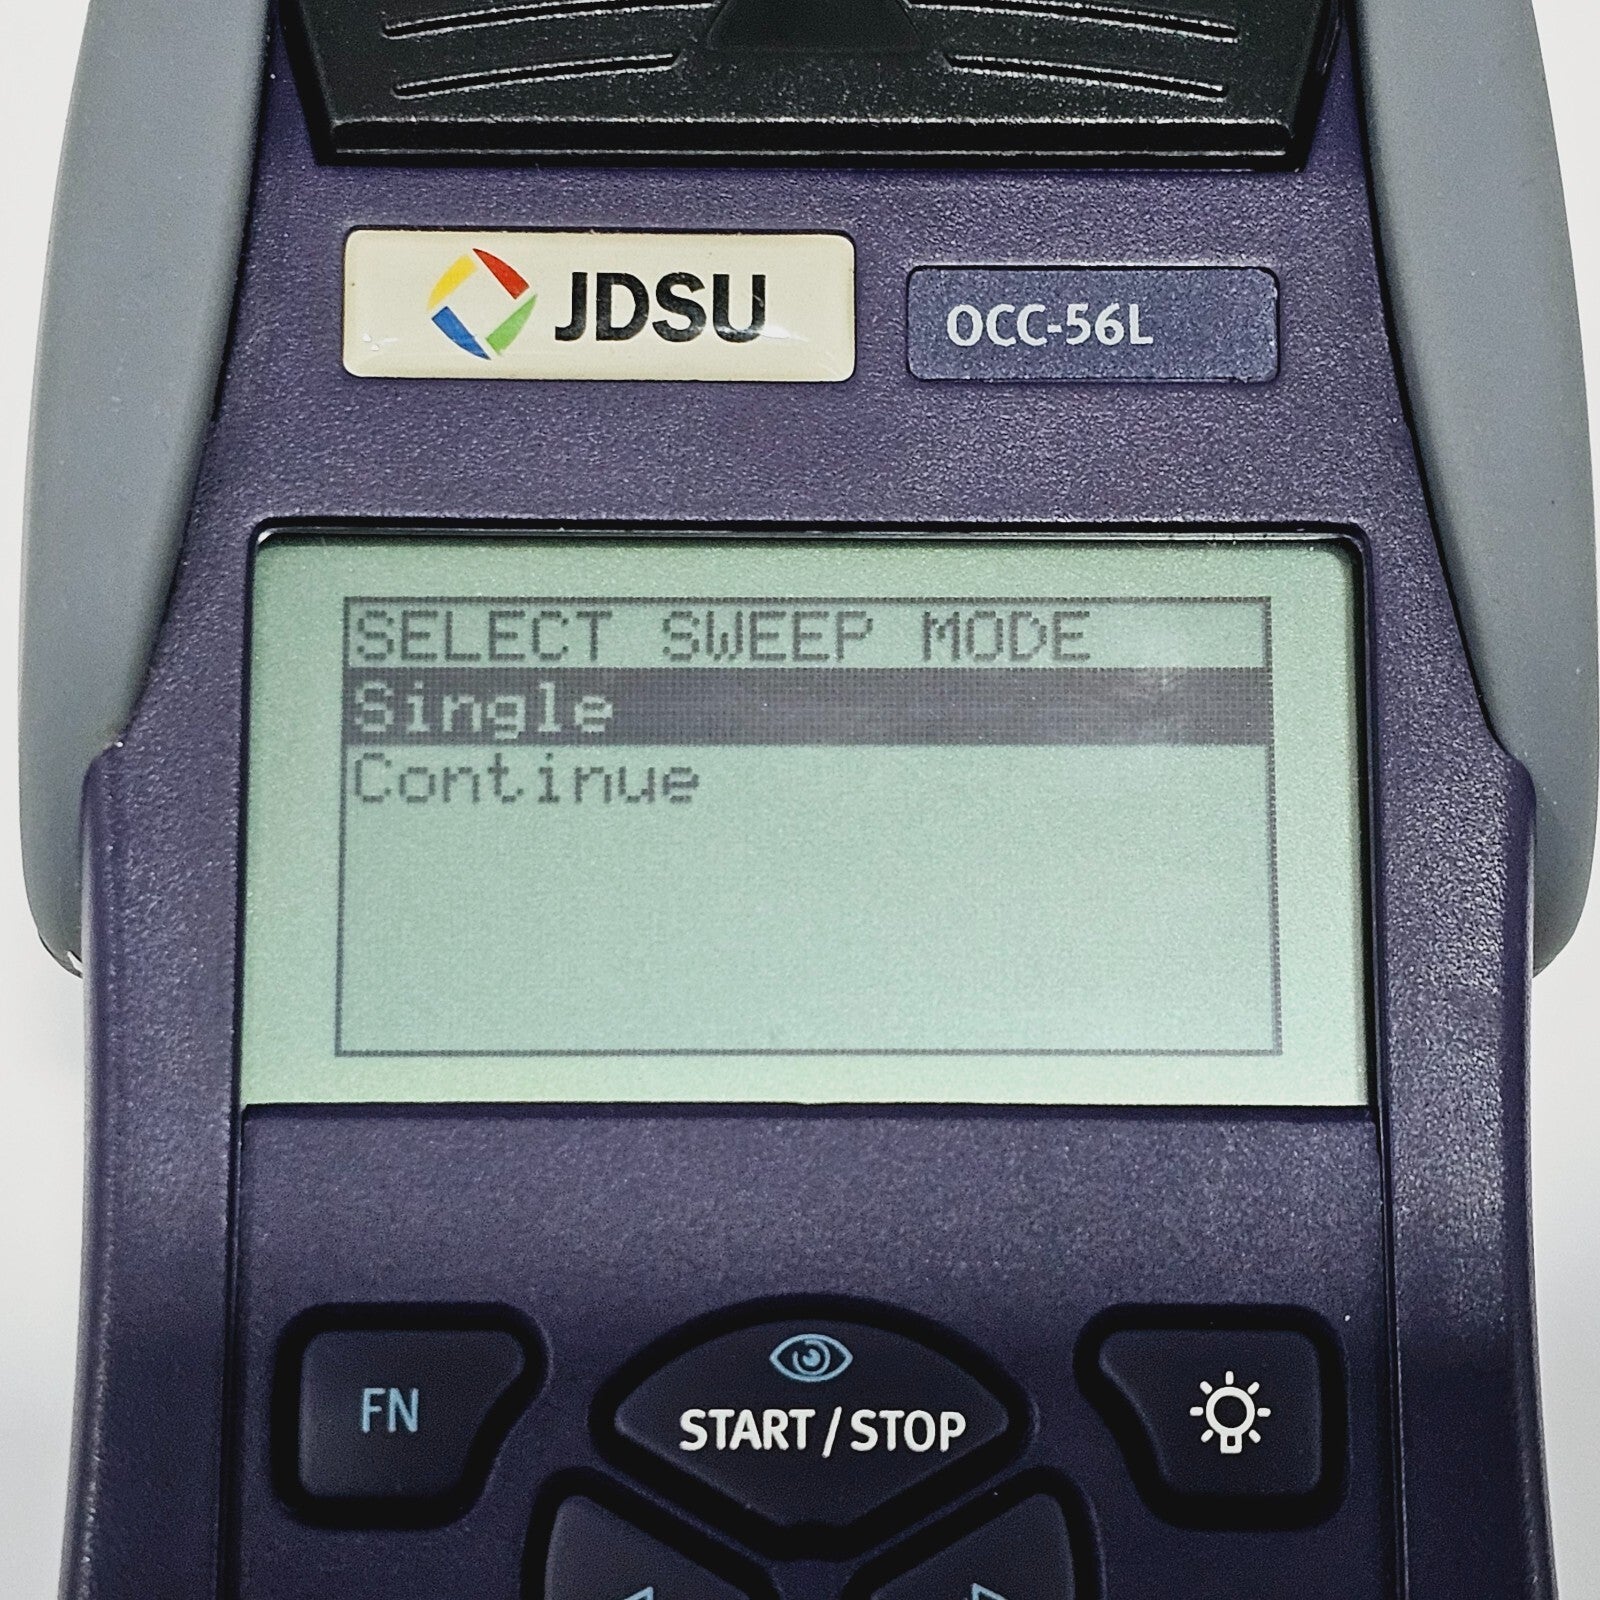 JDSU
OCC-56L
SELECT SWEEP MODE
Single
Continue
FN
START/STOP